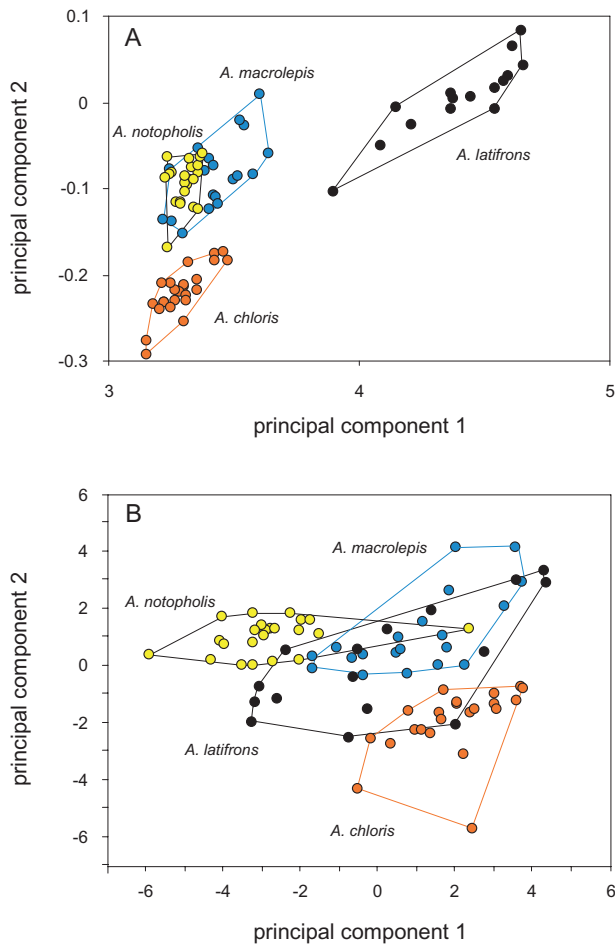 A
A. macrolepis
A. notopholis
A. latifrons
A. chloris
principal component 2
0
-0.1
-0.2
-0.3
3
4
5
principal component 1
B
A. macrolepis
A. notopholis
A. latifrons
A. chloris
principal component 2
6
4
2
0
-2
-4
-6
-6
-4
-2
0
2
4
6
principal component 1